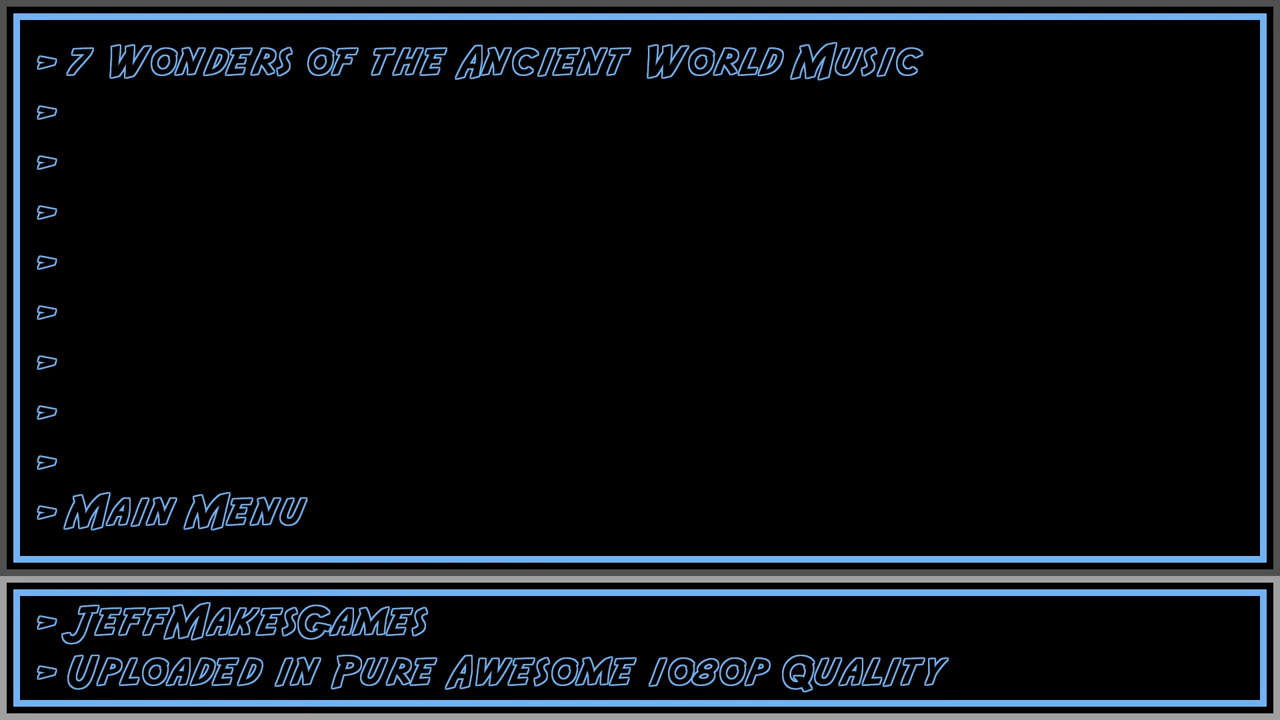 7 Wonders of the Ancient World Music
Main Menu
JeffMakesGames
Uploaded in Pure Awesome 1080p Quality